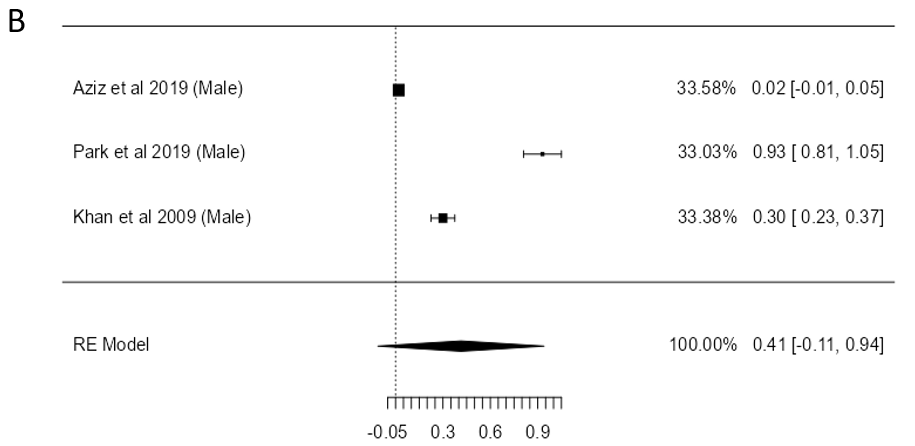 B
Aziz et al 2019 (Male) 33.58% 0.02 [-0.01, 0.05]
Park et al 2019 (Male) 33.03% 0.93 [ 0.81, 1.05]
Khan et al 2009 (Male) 33.38% 0.30 [ 0.23, 0.37]
RE Model 100.00% 0.41 [-0.11, 0.94]
-0.05 0.3 0.6 0.9